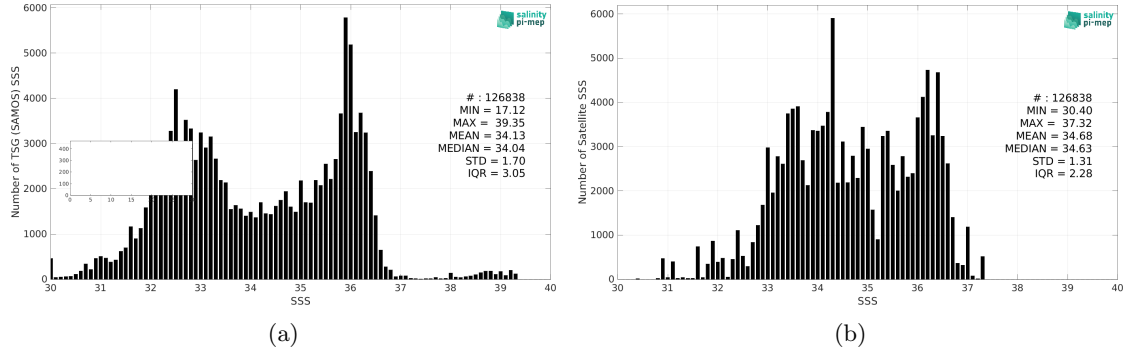 6000
5000
4000
3000
2000
1000
0
Number of TSG (SAMOS) SSS
salinity
pi-mep
# : 126838
MIN = 17.12
MAX = 39.35
MEAN = 34.13
MEDIAN = 34.04
STD = 1.70
IQR = 3.05
400
300
200
100
0
0 5 10 15
30 31 32 33 34 35 36 37 38 39 40
SSS
(a)
6000
5000
4000
3000
2000
1000
0
Number of Satellite SSS
salinity
pi-mep
# : 126838
MIN = 30.40
MAX = 37.32
MEAN = 34.68
MEDIAN = 34.63
STD = 1.31
IQR = 2.28
30 31 32 33 34 35 36 37 38 39 40
SSS
(b)